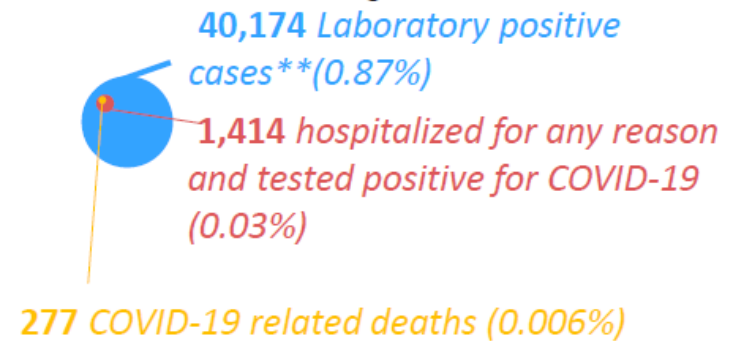 40,174 Laboratory positive
cases**(0.87%)
1,414 hospitalized for any reason
and tested positive for COVID-19
(0.03%)
277 COVID-19 related deaths (0.006%)